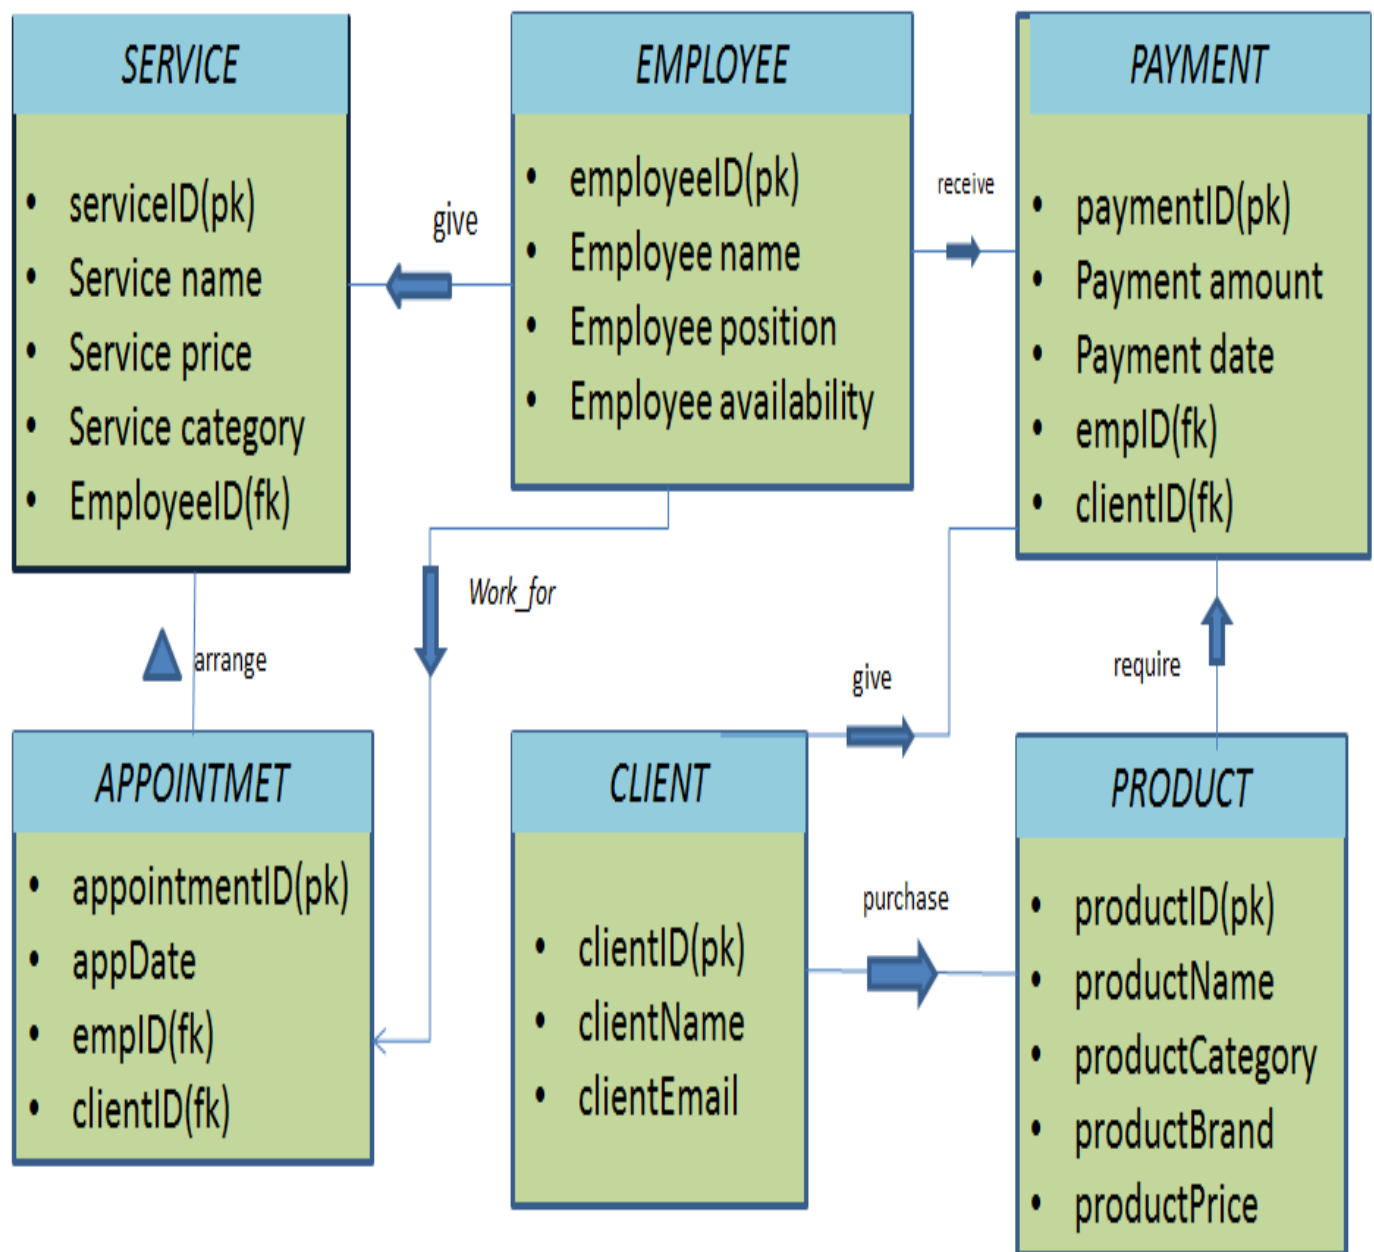 SERVICE
• serviceID(pk)
• Service name
• Service price
• Service category
• EmployeeID(fk)
give
EMPLOYEE
• employeeID(pk)
• Employee name
• Employee position
• Employee availability
receive
PAYMENT
• paymentID(pk)
• Payment amount
• Payment date
• empID(fk)
• clientID(fk)
arrange
Work_for
give
require
APPOINTMET
• appointmentID(pk)
• appDate
• empID(fk)
• clientID(fk)
CLIENT
• clientID(pk)
• clientName
• clientEmail
purchase
PRODUCT
• productID(pk)
• productName
• productCategory
• productBrand
• productPrice